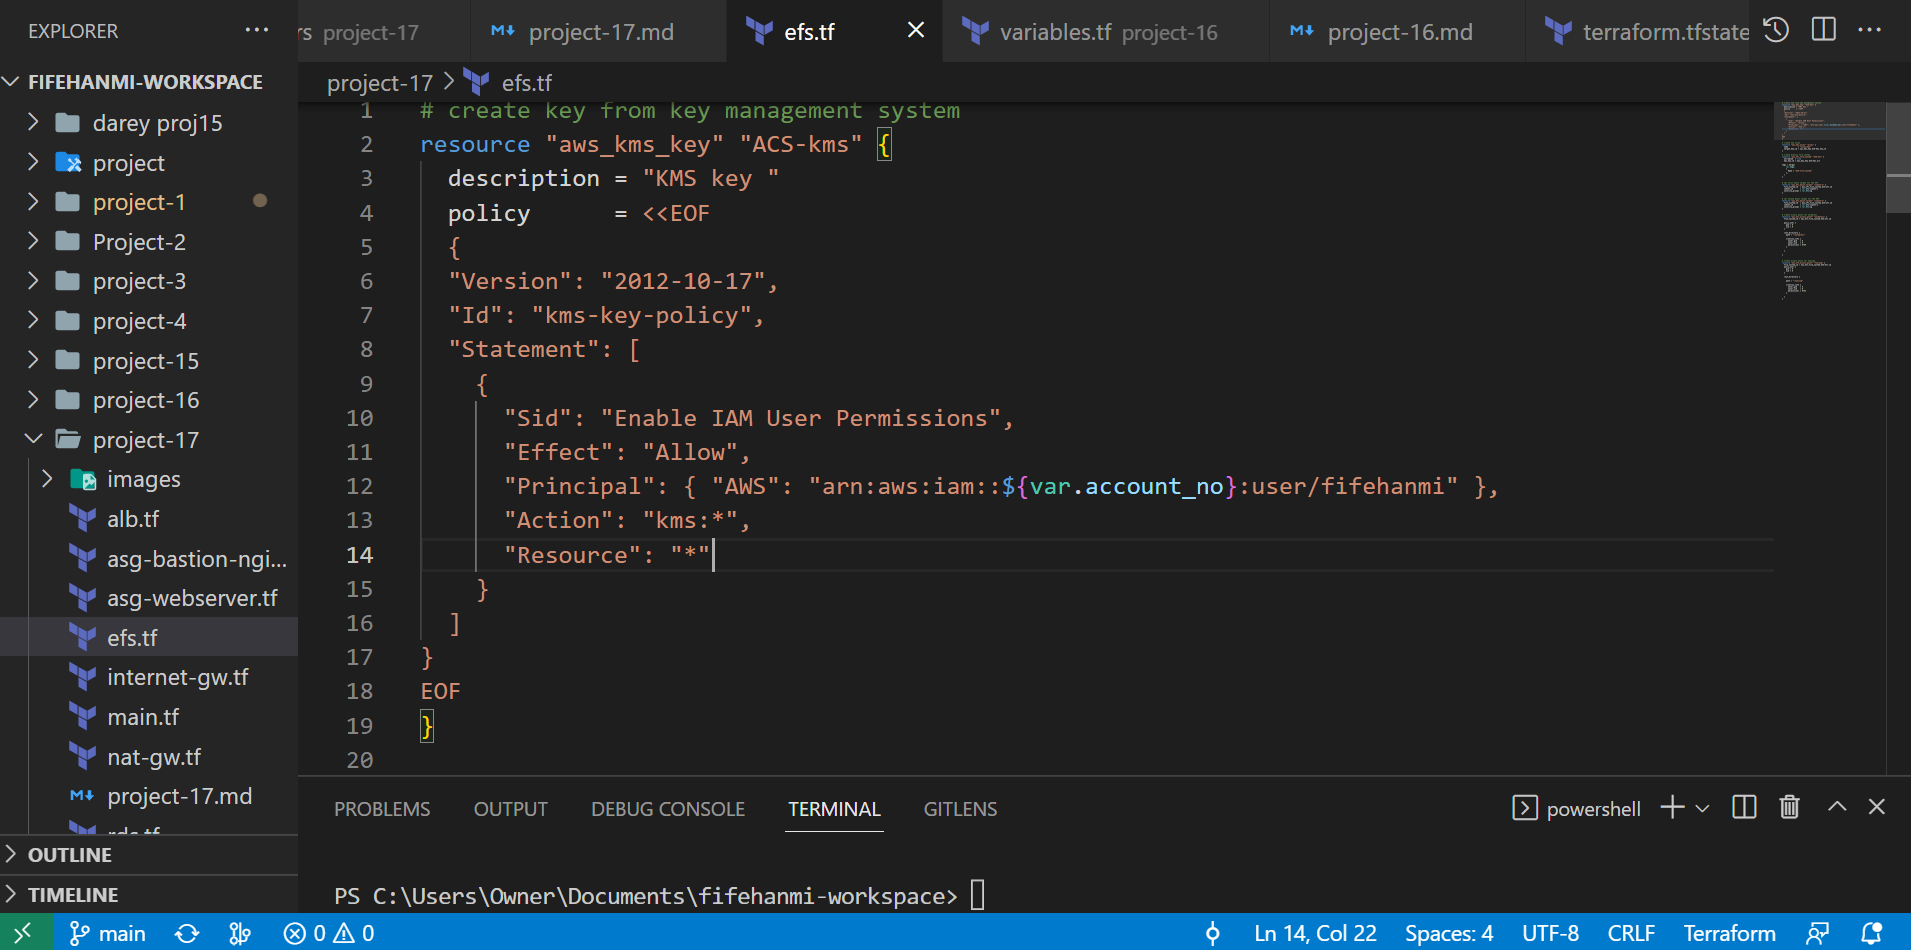 EXPLORER
rs project-17
project-17.md
efs.tf
variables.tf project-16
project-16.md
terraform.tfstate
FIFEHANMI-WORKSPACE
darey proj15
project
project-1
Project-2
project-3
project-4
project-15
project-16
project-17
images
alb.tf
asg-bastion-ngi...
asg-webserver.tf
efs.tf
internet-gw.tf
main.tf
nat-gw.tf
project-17.md
rds.tf
OUTLINE
TIMELINE
project-17 > efs.tf
1 # create key from key management system
2 resource "aws_kms_key" "ACS-kms" {
3 description = "KMS key "
4 policy = <<EOF
5 {
6 "Version": "2012-10-17",
7 "Id": "kms-key-policy",
8 "Statement": [
9 {
10 "Sid": "Enable IAM User Permissions",
11 "Effect": "Allow",
12 "Principal": { "AWS": "arn:aws:iam::${var.account_no}:user/fifehanmi" },
13 "Action": "kms:*",
14 "Resource": "*"
15 }
16 ]
17 }
18 EOF
19 }
20
PROBLEMS OUTPUT DEBUG CONSOLE TERMINAL GITLENS
powershell
PS C:\Users\Owner\Documents\fifehanmi-workspace>
main 0 0 Ln 14, Col 22 Spaces: 4 UTF-8 CRLF Terraform